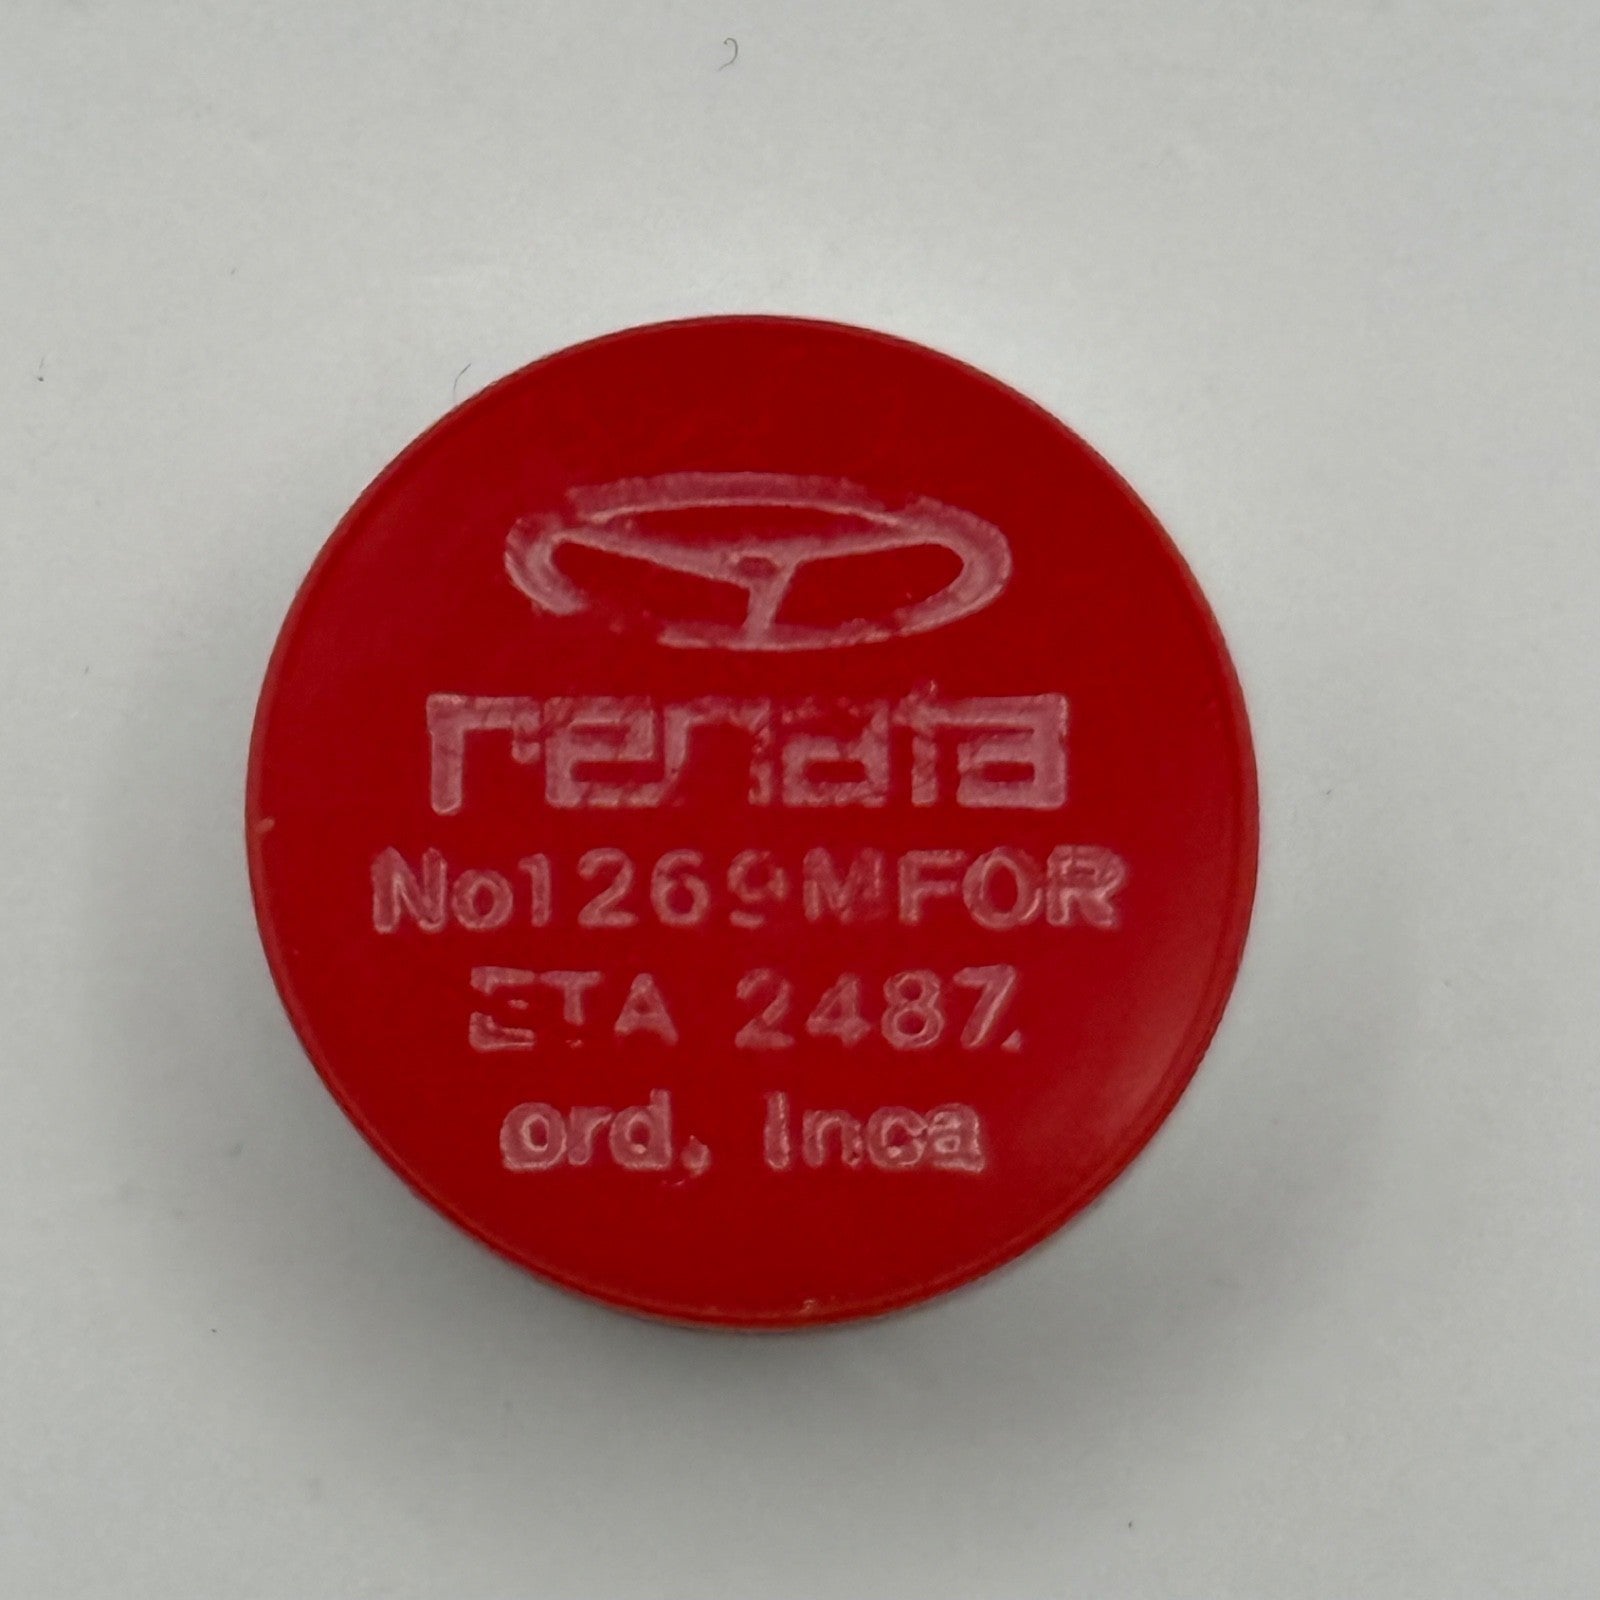 renata
No1269MFOR
ETA 2487.
ord, Inca